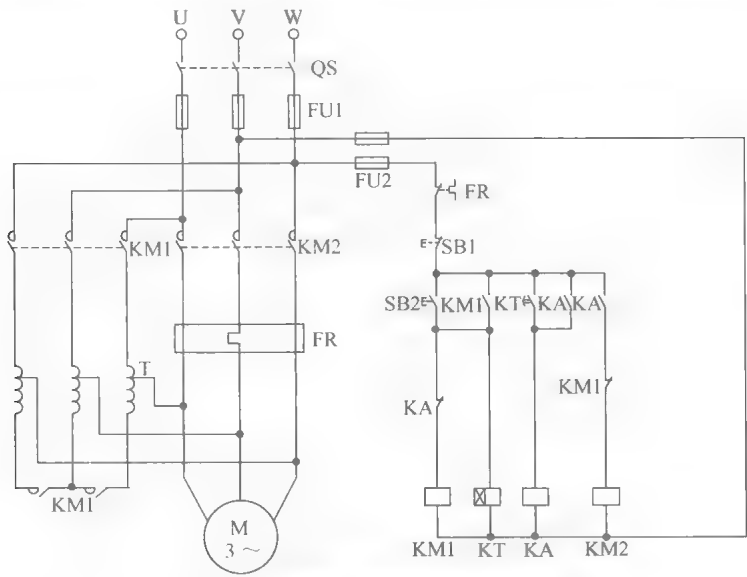 U V W
QS
FU1
FU2
FR
KM1 KM2
SB1
SB2 KM1 KT KA KA
FR
T
KA KM1
KM1
M
3 ~
KM1 KT KA KM2